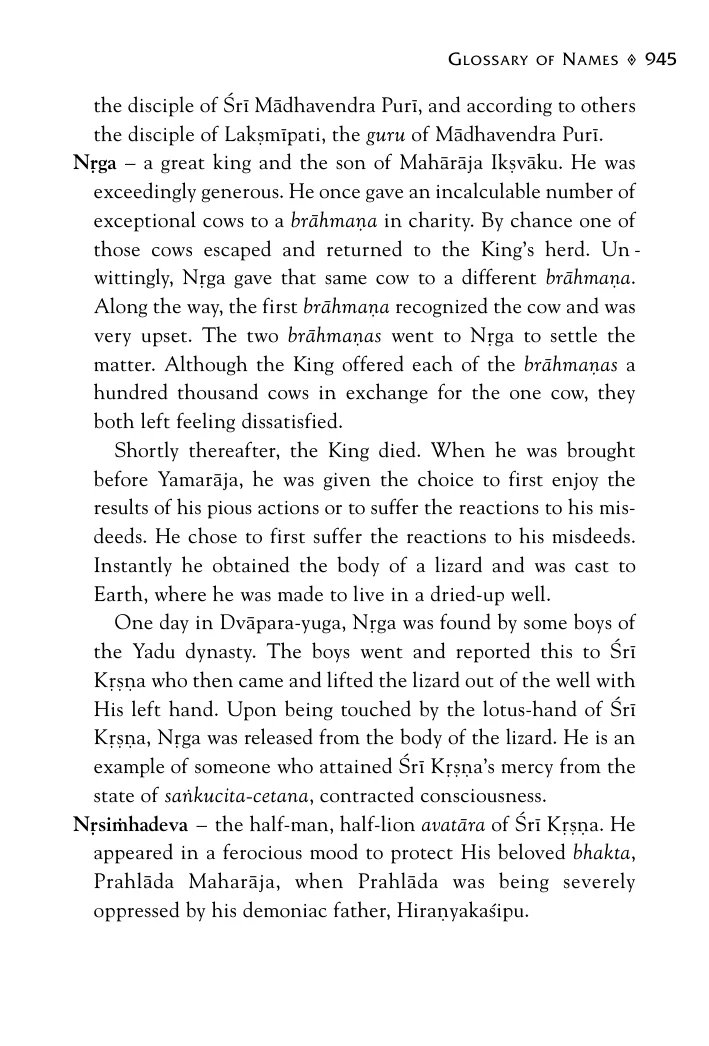 Glossary of Names ◊ 945
the disciple of Śrī Mādhavendra Purī, and according to others
the disciple of Lakṣmīpati, the guru of Mādhavendra Purī.
Nṛga – a great king and the son of Mahārāja Ikṣvāku. He was
exceedingly generous. He once gave an incalculable number of
exceptional cows to a brāhmaṇa in charity. By chance one of
those cows escaped and returned to the King's herd. Un -
wittingly, Nṛga gave that same cow to a different brāhmaṇa.
Along the way, the first brāhmaṇa recognized the cow and was
very upset. The two brāhmaṇas went to Nṛga to settle the
matter. Although the King offered each of the brāhmaṇas a
hundred thousand cows in exchange for the one cow, they
both left feeling dissatisfied.
Shortly thereafter, the King died. When he was brought
before Yamarāja, he was given the choice to first enjoy the
results of his pious actions or to suffer the reactions to his mis-
deeds. He chose to first suffer the reactions to his misdeeds.
Instantly he obtained the body of a lizard and was cast to
Earth, where he was made to live in a dried-up well.
One day in Dvāpara-yuga, Nṛga was found by some boys of
the Yadu dynasty. The boys went and reported this to Śrī
Kṛṣṇa who then came and lifted the lizard out of the well with
His left hand. Upon being touched by the lotus-hand of Śrī
Kṛṣṇa, Nṛga was released from the body of the lizard. He is an
example of someone who attained Śrī Kṛṣṇa's mercy from the
state of saṅkucita-cetana, contracted consciousness.
Nṛsiṁhadeva – the half-man, half-lion avatāra of Śrī Kṛṣṇa. He
appeared in a ferocious mood to protect His beloved bhakta,
Prahlāda Mahārāja, when Prahlāda was being severely
oppressed by his demoniac father, Hiraṇyakaśipu.